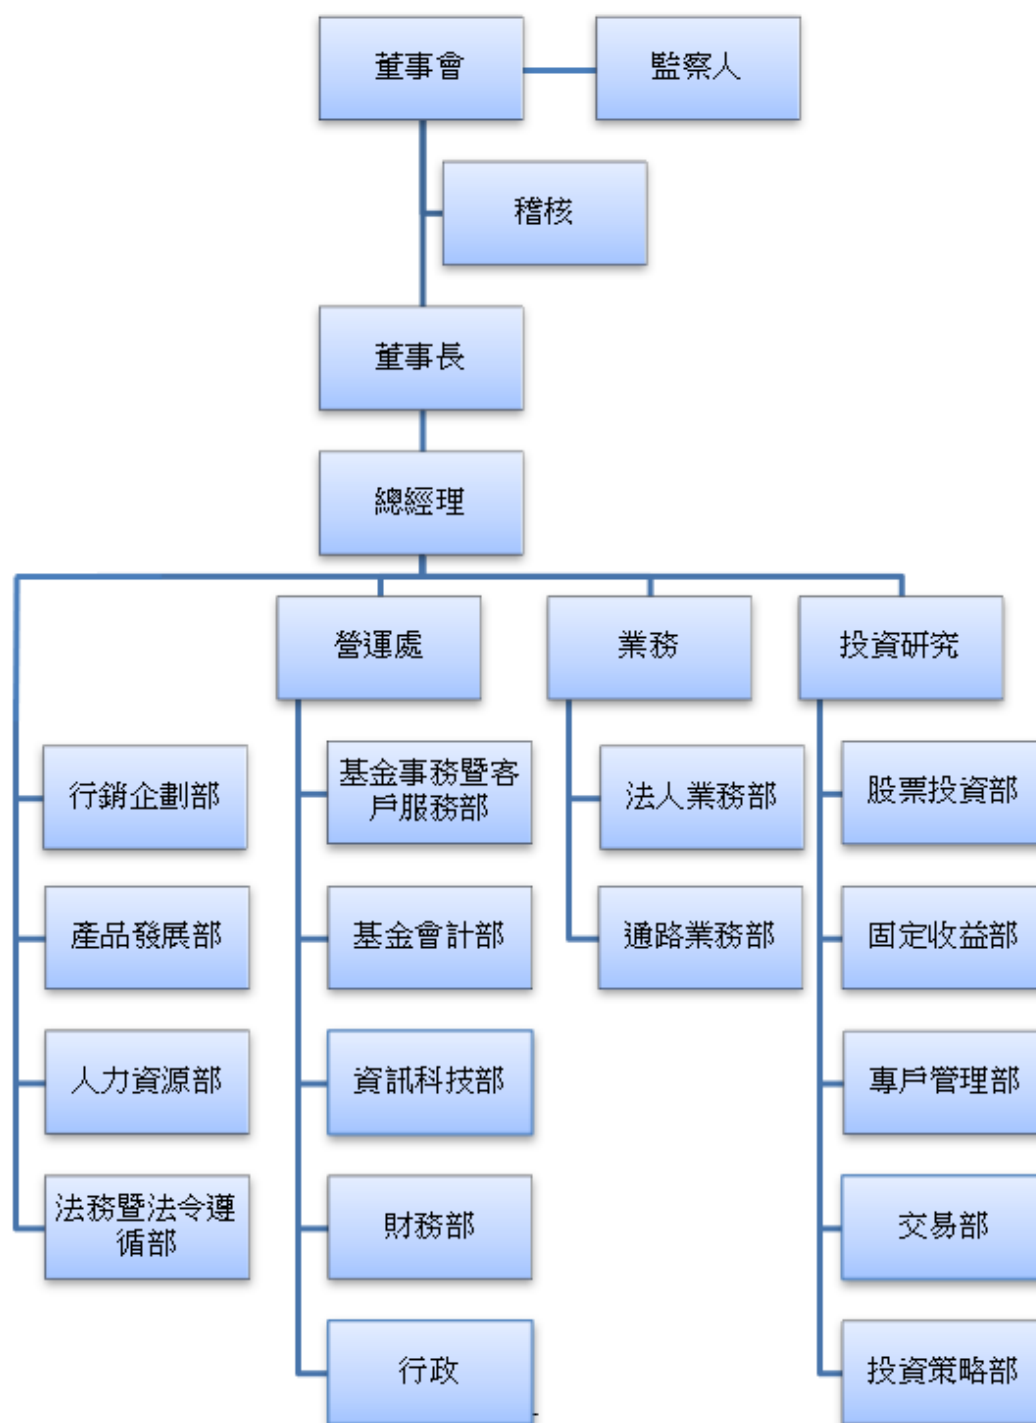 董事會
監察人
稽核
董事長
總經理
營運處
業務
投資研究
行銷企劃部
基金事務暨客
戶服務部
法人業務部
股票投資部
產品發展部
基金會計部
通路業務部
固定收益部
人力資源部
資訊科技部
專戶管理部
法務暨法令遵
循部
財務部
交易部
行政
投資策略部